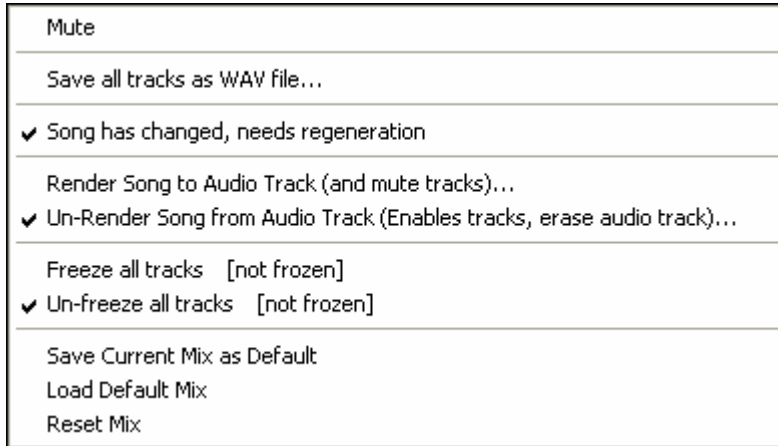 Mute
Save all tracks as WAV file...
Song has changed, needs regeneration
Render Song to Audio Track (and mute tracks)...
Un-Render Song from Audio Track (Enables tracks, erase audio track)...
Freeze all tracks [not frozen]
Un-freeze all tracks [not frozen]
Save Current Mix as Default
Load Default Mix
Reset Mix